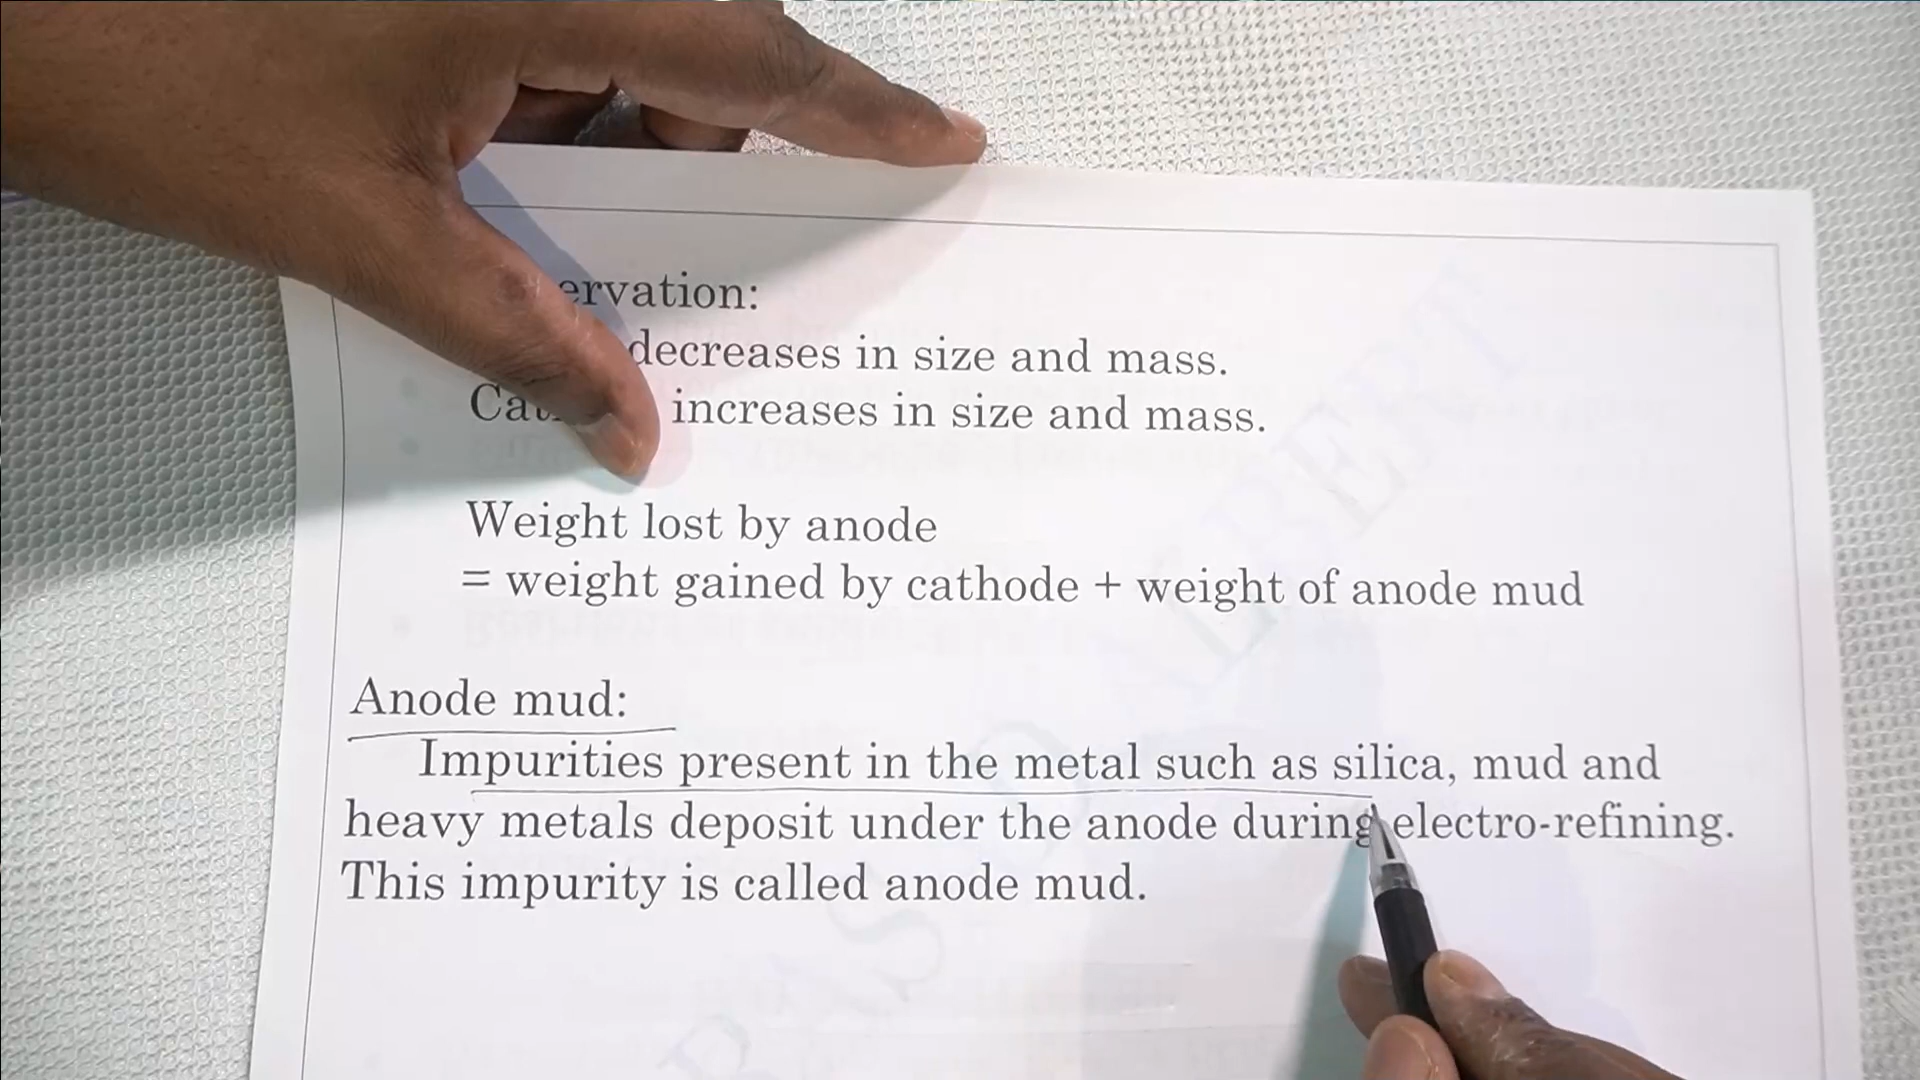 ervation:
decreases in size and mass.
increases in size and mass.
Weight lost by anode
= weight gained by cathode + weight of anode mud
Anode mud:
Impurities present in the metal such as silica, mud and
heavy metals deposit under the anode during electro-refining.
This impurity is called anode mud.